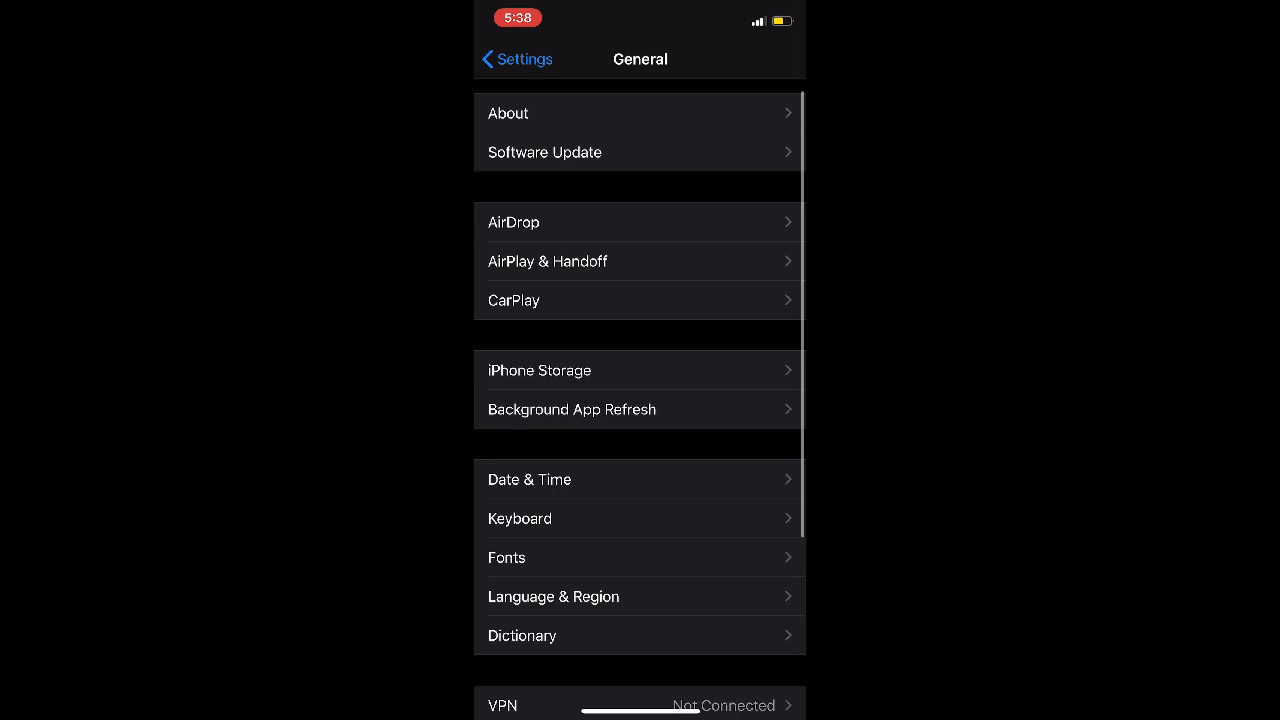 5:38
Settings
General
About
Software Update
AirDrop
AirPlay & Handoff
CarPlay
iPhone Storage
Background App Refresh
Date & Time
Keyboard
Fonts
Language & Region
Dictionary
VPN Not Connected